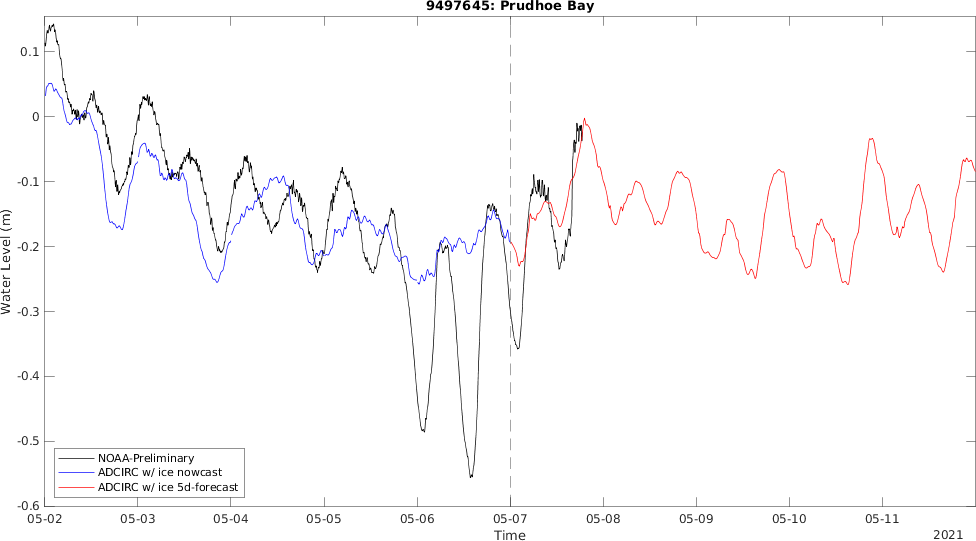 9497645: Prudhoe Bay
Water Level (m)
0.1
0
-0.1
-0.2
-0.3
-0.4
-0.5
-0.6
NOAA-Preliminary
ADCIRC w/ ice nowcast
ADCIRC w/ ice 5d-forecast
05-02 05-03 05-04 05-05 05-06 05-07 05-08 05-09 05-10 05-11
Time
2021